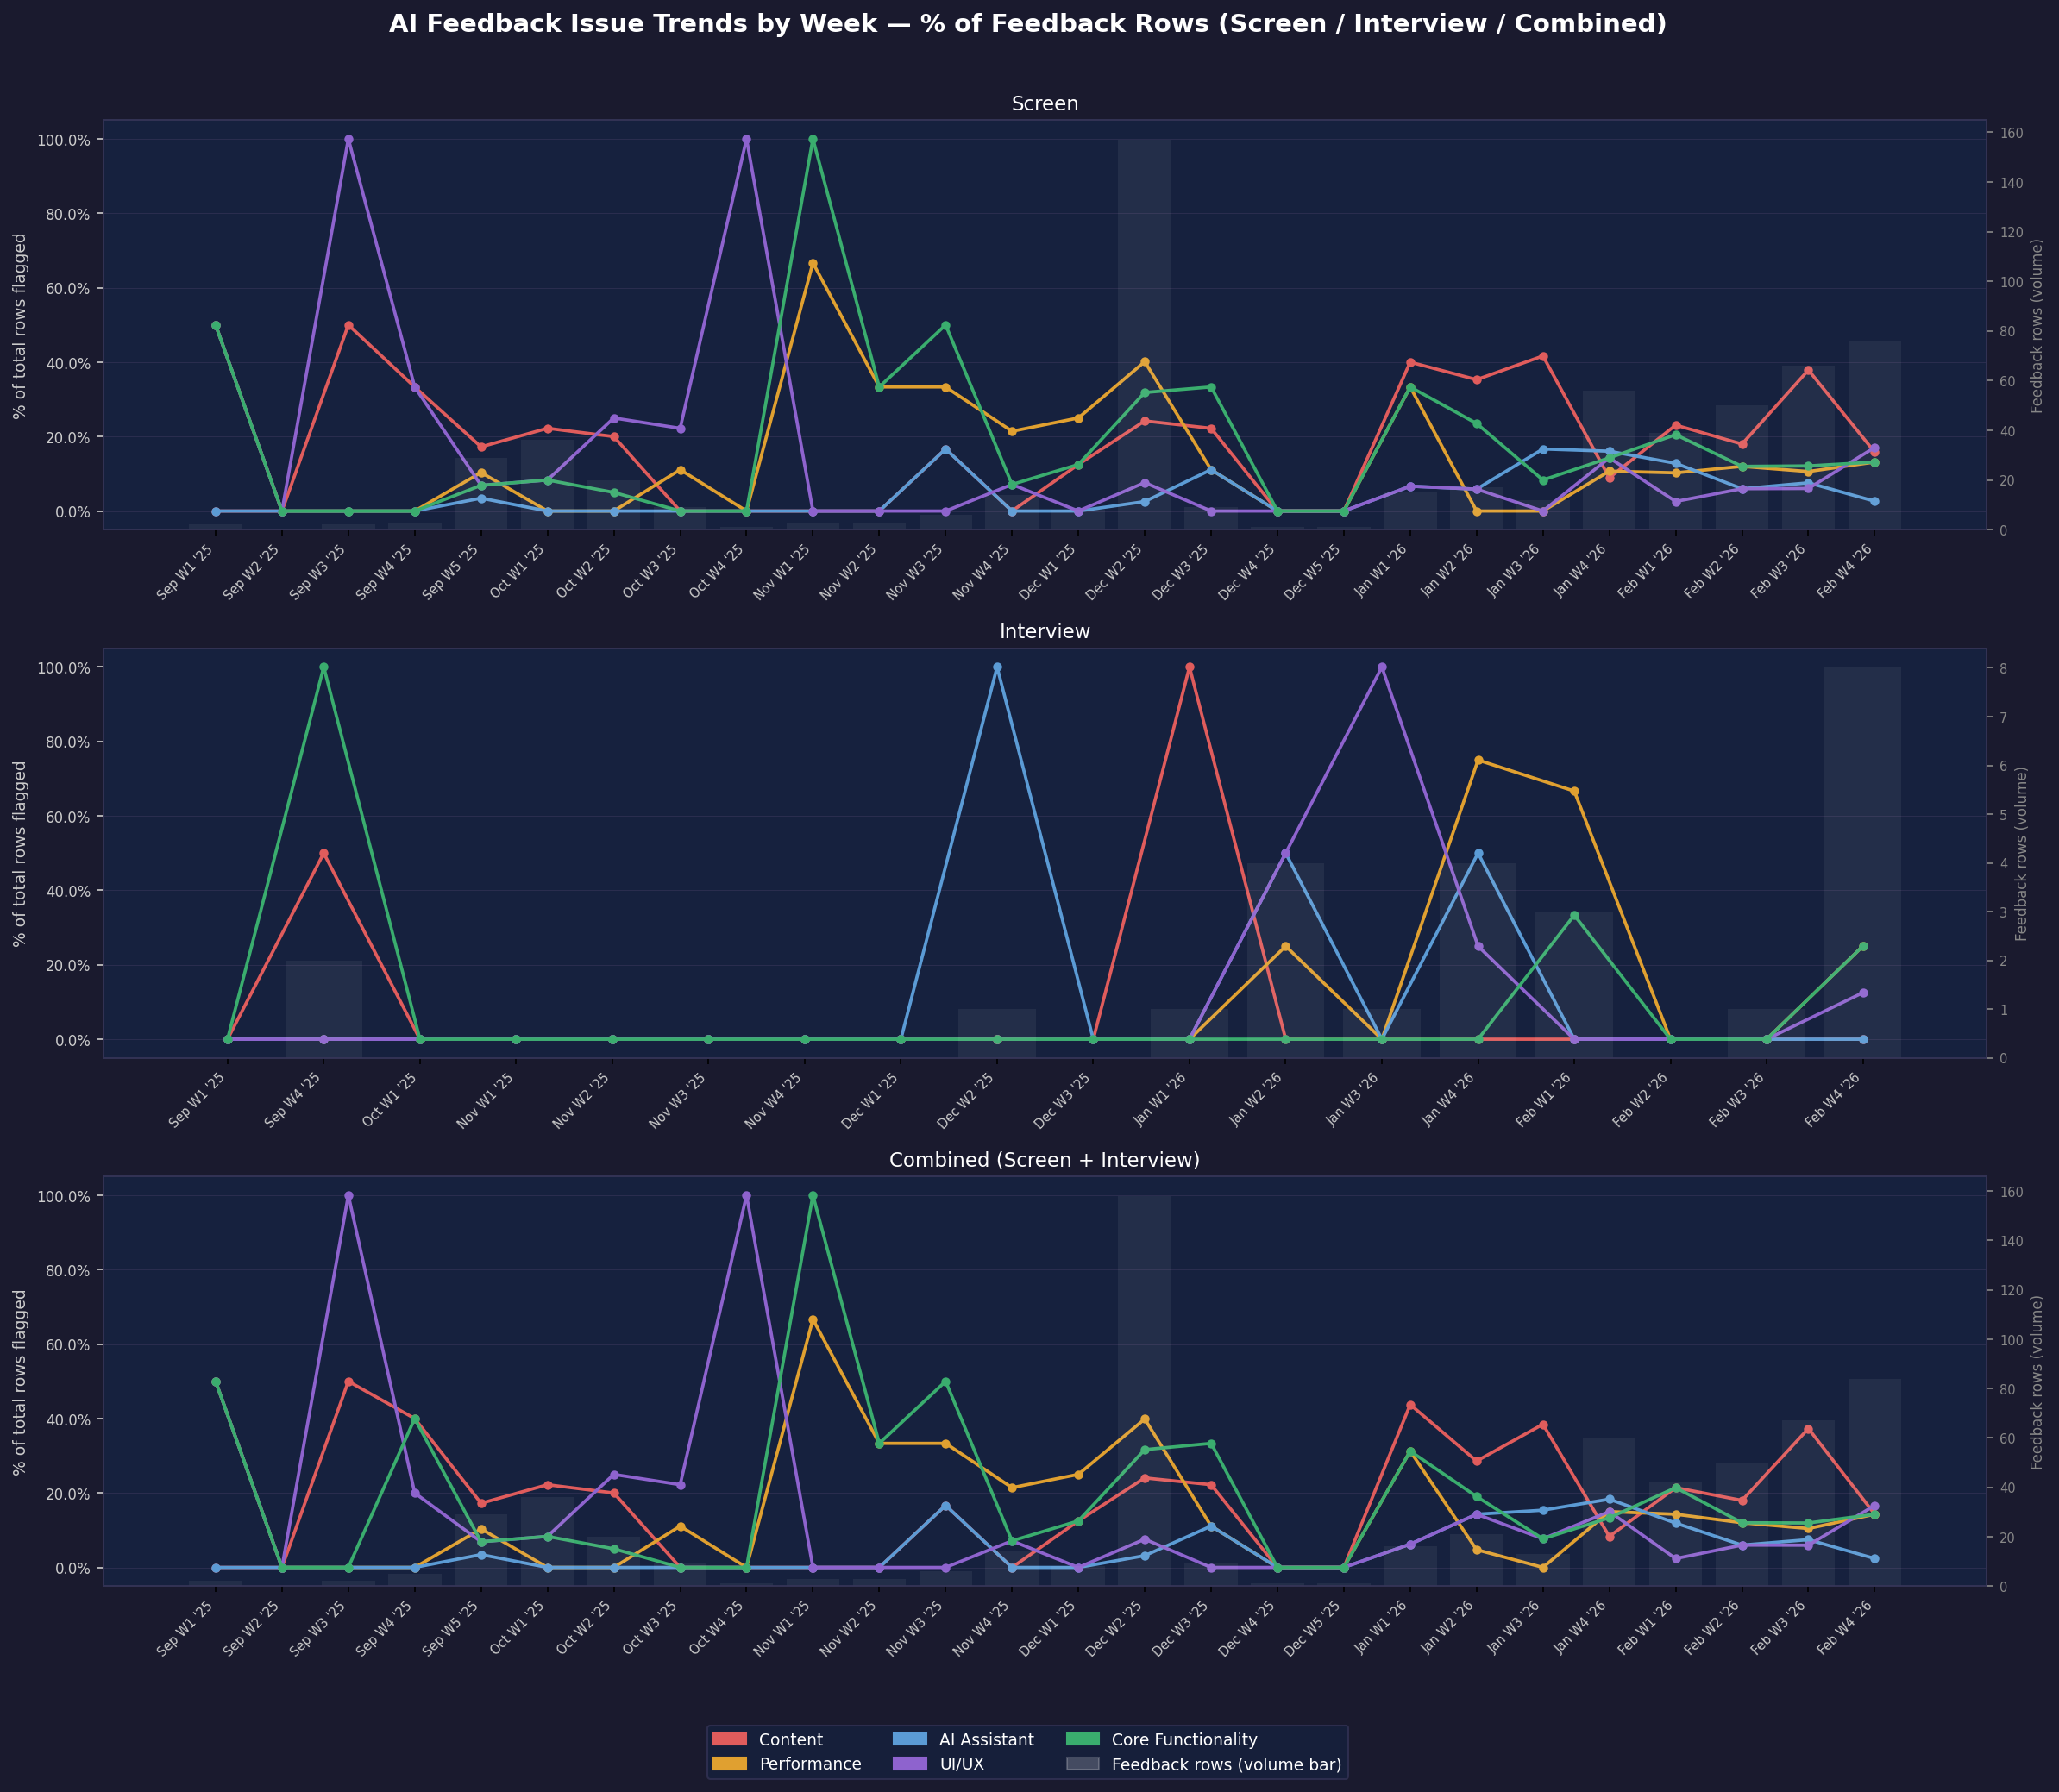 AI Feedback Issue Trends by Week — % of Feedback Rows (Screen / Interview / Combined)
Screen
% of total rows flagged
100.0%
80.0%
60.0%
40.0%
20.0%
0.0%
160
140
120
100
80
60
40
20
0
Feedback rows (volume)
Sep W1 '25
Sep W2 '25
Sep W3 '25
Sep W4 '25
Sep W5 '25
Oct W1 '25
Oct W2 '25
Oct W3 '25
Oct W4 '25
Nov W1 '25
Nov W2 '25
Nov W3 '25
Nov W4 '25
Dec W1 '25
Dec W2 '25
Dec W3 '25
Dec W4 '25
Dec W5 '25
Jan W1 '26
Jan W2 '26
Jan W3 '26
Jan W4 '26
Feb W1 '26
Feb W2 '26
Feb W3 '26
Feb W4 '26
Interview
% of total rows flagged
100.0%
80.0%
60.0%
40.0%
20.0%
0.0%
8
7
6
5
4
3
2
1
0
Feedback rows (volume)
Sep W1 '25
Sep W4 '25
Oct W1 '25
Nov W1 '25
Nov W2 '25
Nov W3 '25
Nov W4 '25
Dec W1 '25
Dec W2 '25
Dec W3 '25
Jan W1 '26
Jan W2 '26
Jan W3 '26
Jan W4 '26
Feb W1 '26
Feb W2 '26
Feb W3 '26
Feb W4 '26
Combined (Screen + Interview)
% of total rows flagged
100.0%
80.0%
60.0%
40.0%
20.0%
0.0%
160
140
120
100
80
60
40
20
0
Feedback rows (volume)
Sep W1 '25
Sep W2 '25
Sep W3 '25
Sep W4 '25
Sep W5 '25
Oct W1 '25
Oct W2 '25
Oct W3 '25
Oct W4 '25
Nov W1 '25
Nov W2 '25
Nov W3 '25
Nov W4 '25
Dec W1 '25
Dec W2 '25
Dec W3 '25
Dec W4 '25
Dec W5 '25
Jan W1 '26
Jan W2 '26
Jan W3 '26
Jan W4 '26
Feb W1 '26
Feb W2 '26
Feb W3 '26
Feb W4 '26
Content
AI Assistant
Core Functionality
Performance
UI/UX
Feedback rows (volume bar)